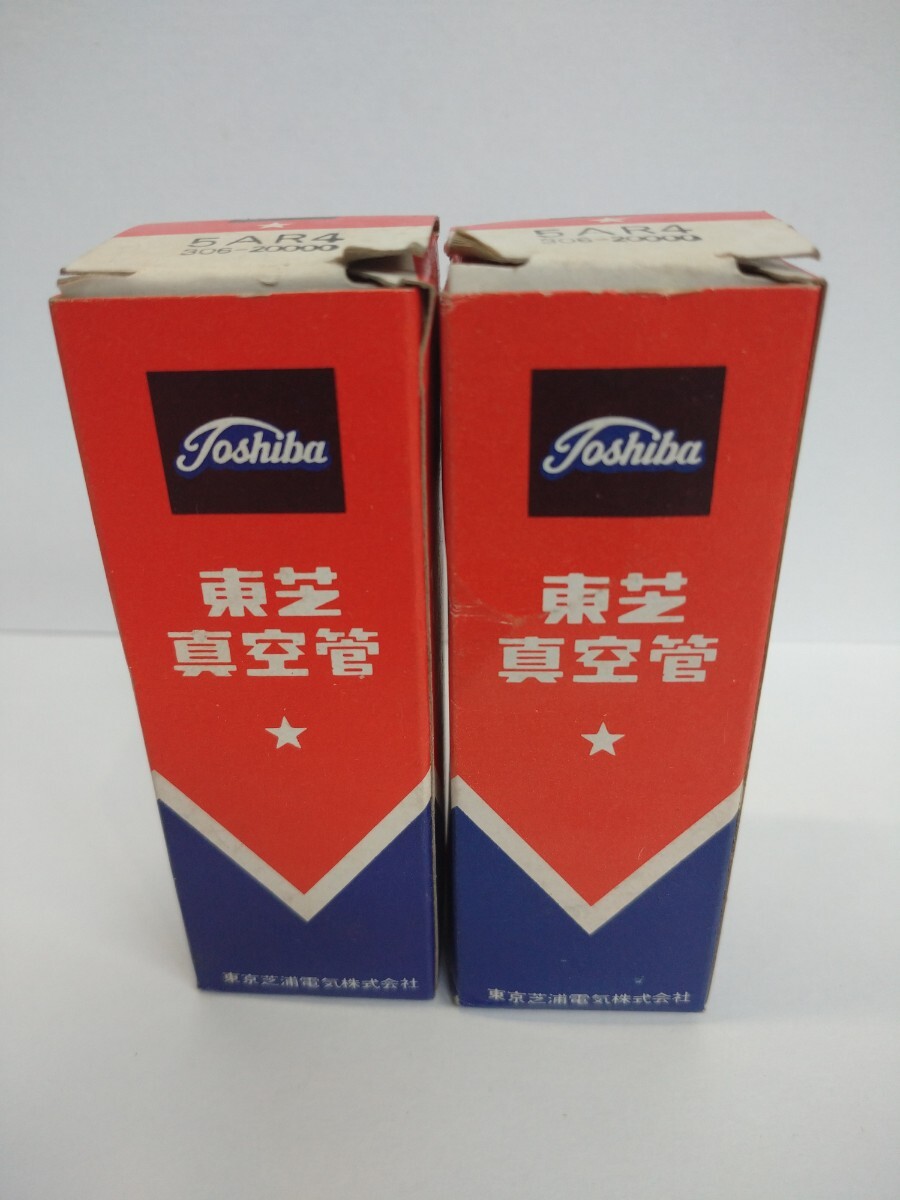 5AR4
306-20000
Toshiba
東芝
真空管
東京芝浦電気株式会社
5AR4
306-20000
Toshiba
東芝
真空管
東京芝浦電気株式会社